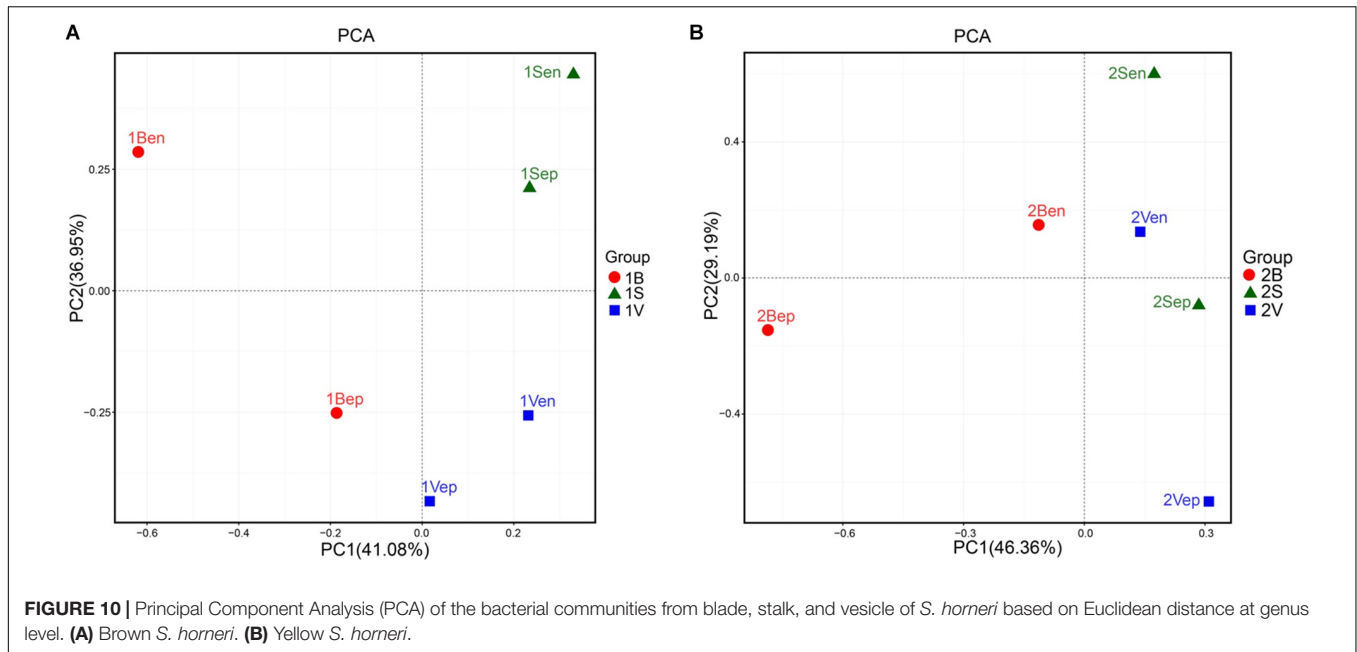 A
PCA
1Sen
1Ben
1Sep
1Bep
1Ven
1Vep
0.25
0.00
−0.25
−0.6
−0.4
−0.2
0.0
0.2
PC2(36.95%)
PC1(41.08%)
Group
1B
1S
1V
B
PCA
2Sen
2Ben
2Ven
2Sep
2Bep
2Vep
0.4
0.0
−0.4
−0.6
−0.3
0.0
0.3
PC2(29.19%)
PC1(46.36%)
Group
2B
2S
2V
FIGURE 10 | Principal Component Analysis (PCA) of the bacterial communities from blade, stalk, and vesicle of S. horneri based on Euclidean distance at genus
level. (A) Brown S. horneri. (B) Yellow S. horneri.